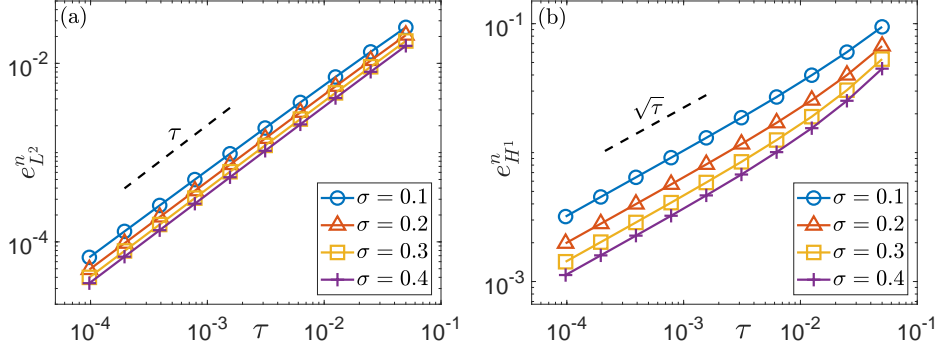 (a)
10^{-2}
10^{-4}
e^n_{L^2}
τ
σ = 0.1
σ = 0.2
σ = 0.3
σ = 0.4
10^{-4} 10^{-3} τ 10^{-2} 10^{-1}
(b)
10^{-1}
10^{-3}
e^n_{H^1}
√τ
σ = 0.1
σ = 0.2
σ = 0.3
σ = 0.4
10^{-4} 10^{-3} τ 10^{-2} 10^{-1}